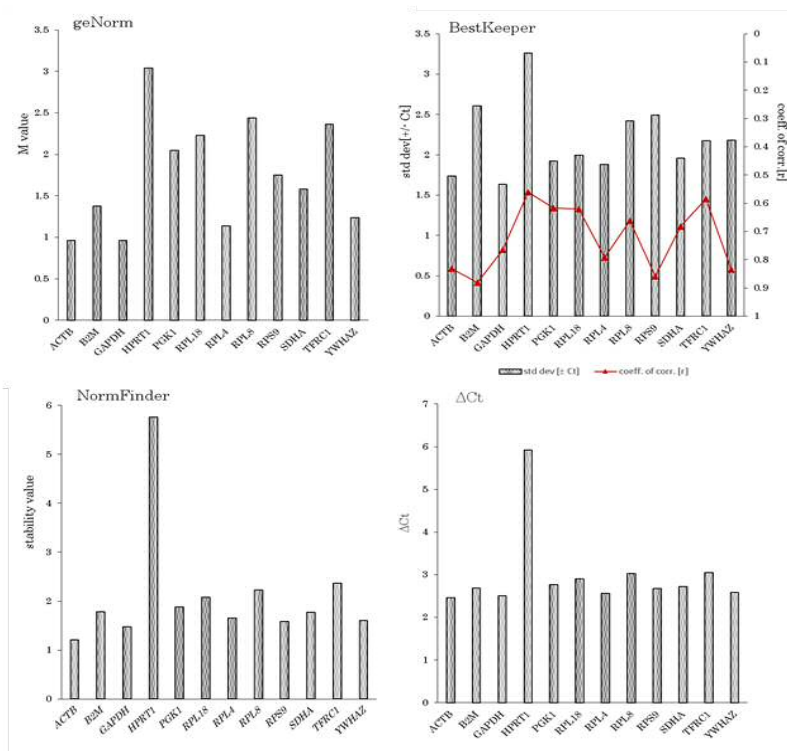 geNorm
M value
3.5
3
2.5
2
1.5
1
0.5
0
ACTB
B2M
GAPDH
HPRT1
PGK1
RPL18
RPL4
RPL8
RPS9
SDHA
TFRC1
YWHAZ
BestKeeper
std dev[+/- Ct]
3.5
3
2.5
2
1.5
1
0.5
0
0
0.1
0.2
0.3
0.4
0.5
0.6
0.7
0.8
0.9
1
coeff. of corr.[r]
ACTB
B2M
GAPDH
HPRT1
PGK1
RPL18
RPL4
RPL8
RPS9
SDHA
TFRC1
YWHAZ
std dev [± Ct] coeff. of corr. [r]
NormFinder
stability value
6
5
4
3
2
1
0
ACTB
B2M
GAPDH
HPRT1
PGK1
RPL18
RPL4
RPL8
RPS9
SDHA
TFRC1
YWHAZ
ΔCt
ΔCt
7
6
5
4
3
2
1
0
ACTB
B2M
GAPDH
HPRT1
PGK1
RPL18
RPL4
RPL8
RPS9
SDHA
TFRC1
YWHAZ